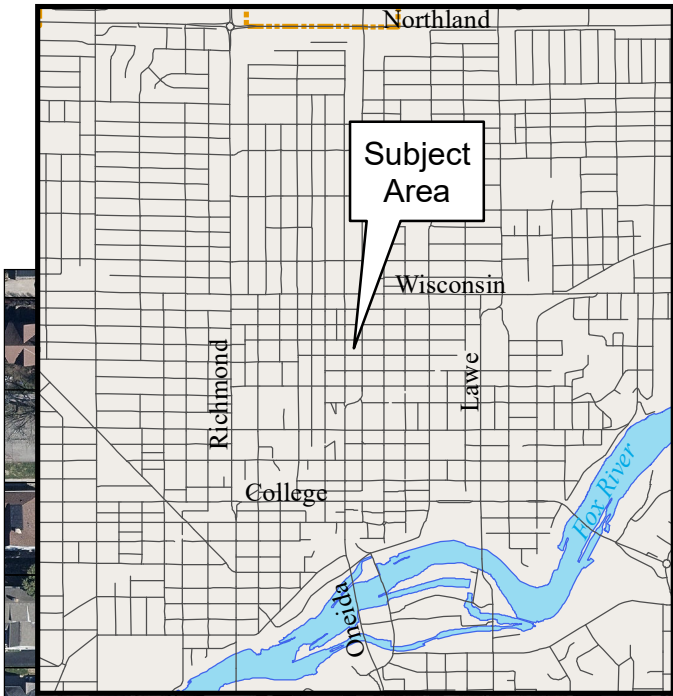 Northland
Subject
Area
Wisconsin
Richmond
Lawe
College
Fox River
Oneida